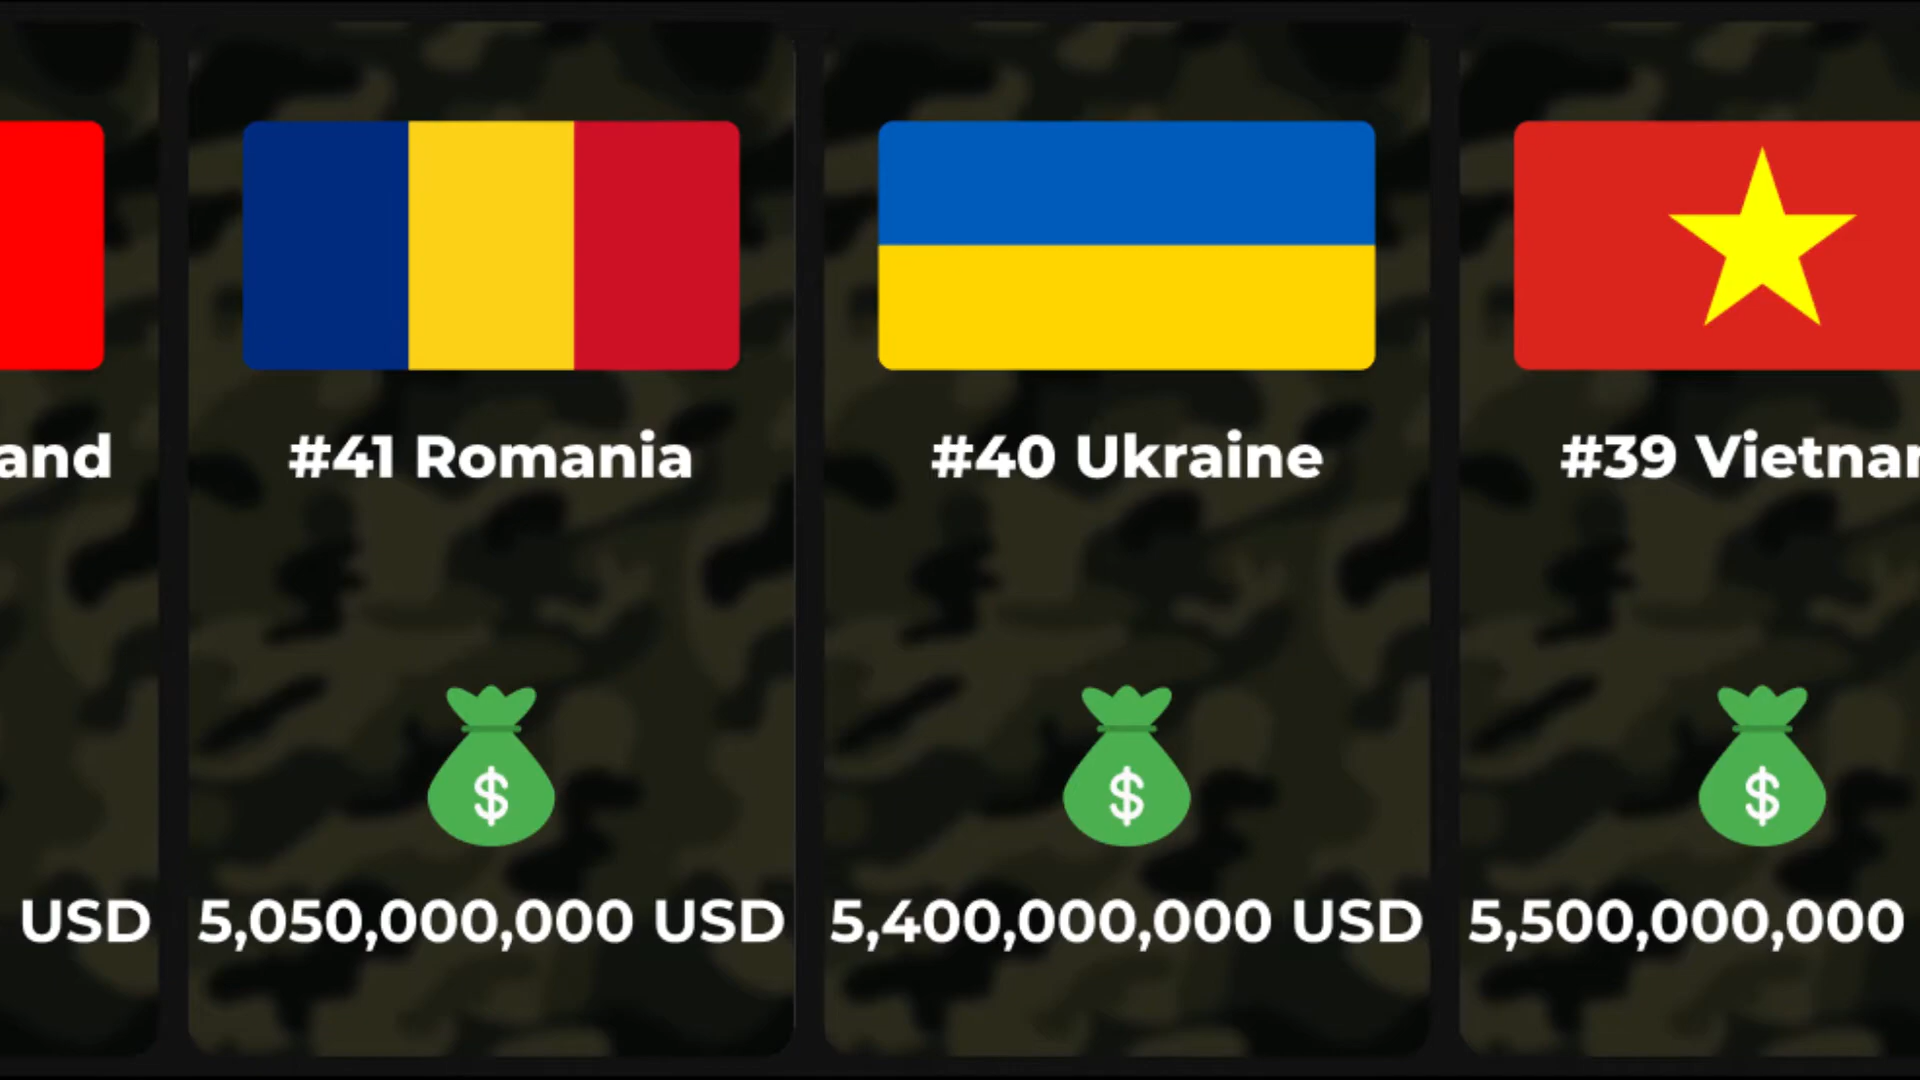 and
#41 Romania
#40 Ukraine
#39 Vietnar
$
$
$
USD
5,050,000,000 USD
5,400,000,000 USD
5,500,000,000